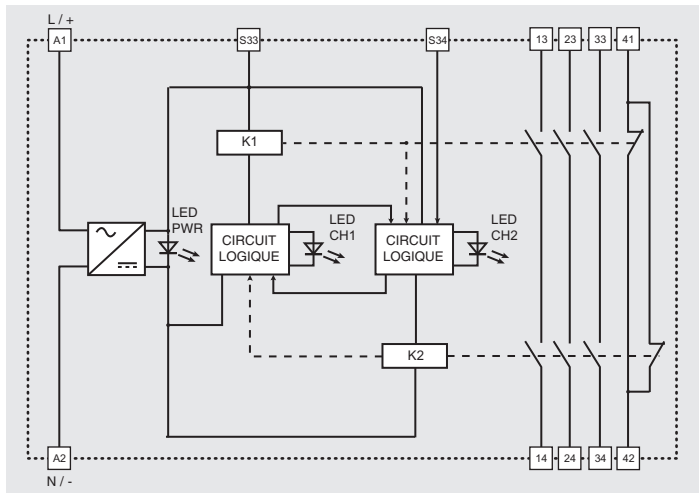 L / +
A1
S33
S34
13
23
33
41
K1
LED
PWR
CIRCUIT
LOGIQUE
LED
CH1
CIRCUIT
LOGIQUE
LED
CH2
K2
A2
N / -
14
24
34
42